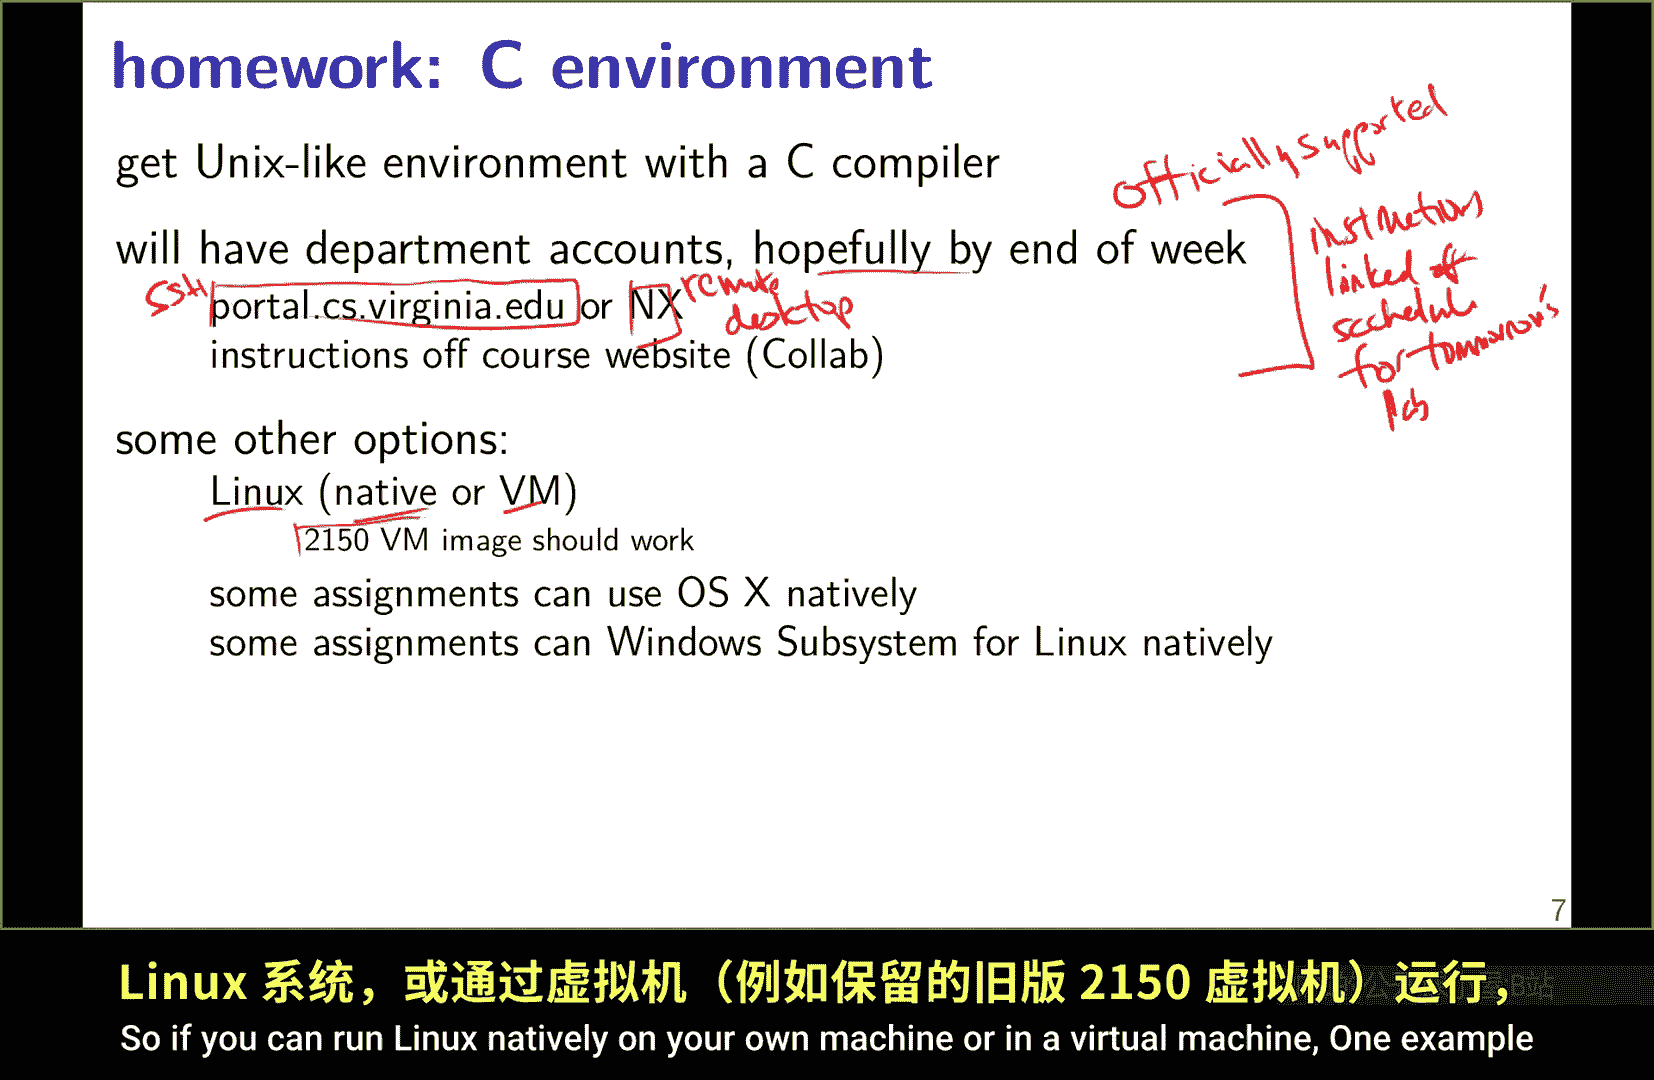 homework: C environment
get Unix-like environment with a C compiler
officially supported
will have department accounts, hopefully by end of week
instructions
linked off
schedule
for tomorrow's
lab
SSH
portal.cs.virginia.edu or NX
remote
desktop
instructions off course website (Collab)
some other options:
Linux (native or VM)
2150 VM image should work
some assignments can use OS X natively
some assignments can Windows Subsystem for Linux natively
7
Linux 系统，或通过虚拟机（例如保留的旧版 2150 虚拟机）运行，
So if you can run Linux natively on your own machine or in a virtual machine, One example